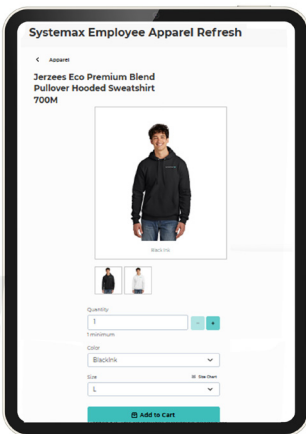 Systemax Employee Apparel Refresh
< Apparel
Jerzees Eco Premium Blend
Pullover Hooded Sweatshirt
700M
BlackInk
Quantity
1
- +
1 minimum
Color
BlackInk
Size
Size Chart
L
Add to Cart